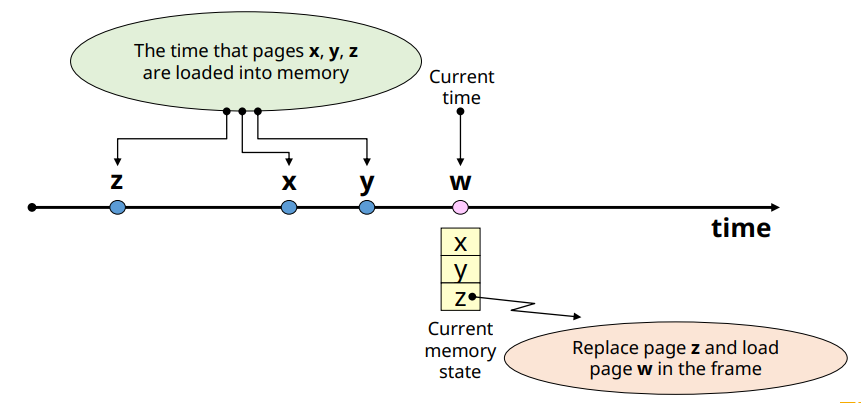 The time that pages x, y, z
are loaded into memory
Current
time
z
x
y
w
time
x
y
z
Current
memory
state
Replace page z and load
page w in the frame